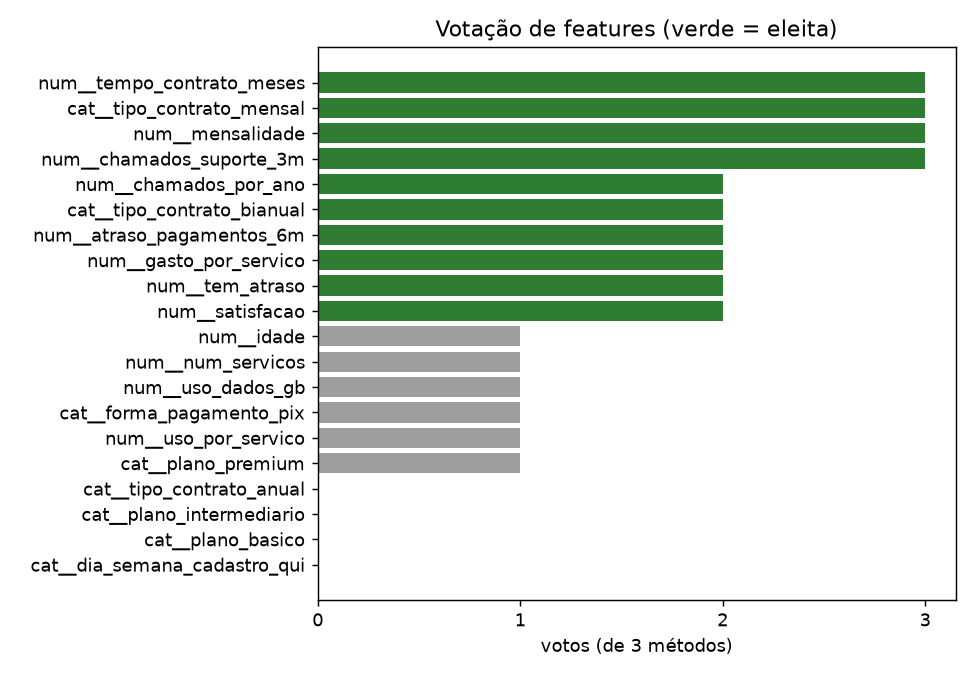 Votação de features (verde = eleita)
num__tempo_contrato_meses
cat__tipo_contrato_mensal
num__mensalidade
num__chamados_suporte_3m
num__chamados_por_ano
cat__tipo_contrato_bianual
num__atraso_pagamentos_6m
num__gasto_por_servico
num__tem_atraso
num__satisfacao
num__idade
num__num_servicos
num__uso_dados_gb
cat__forma_pagamento_pix
num__uso_por_servico
cat__plano_premium
cat__tipo_contrato_anual
cat__plano_intermediario
cat__plano_basico
cat__dia_semana_cadastro_qui
0 1 2 3
votos (de 3 métodos)